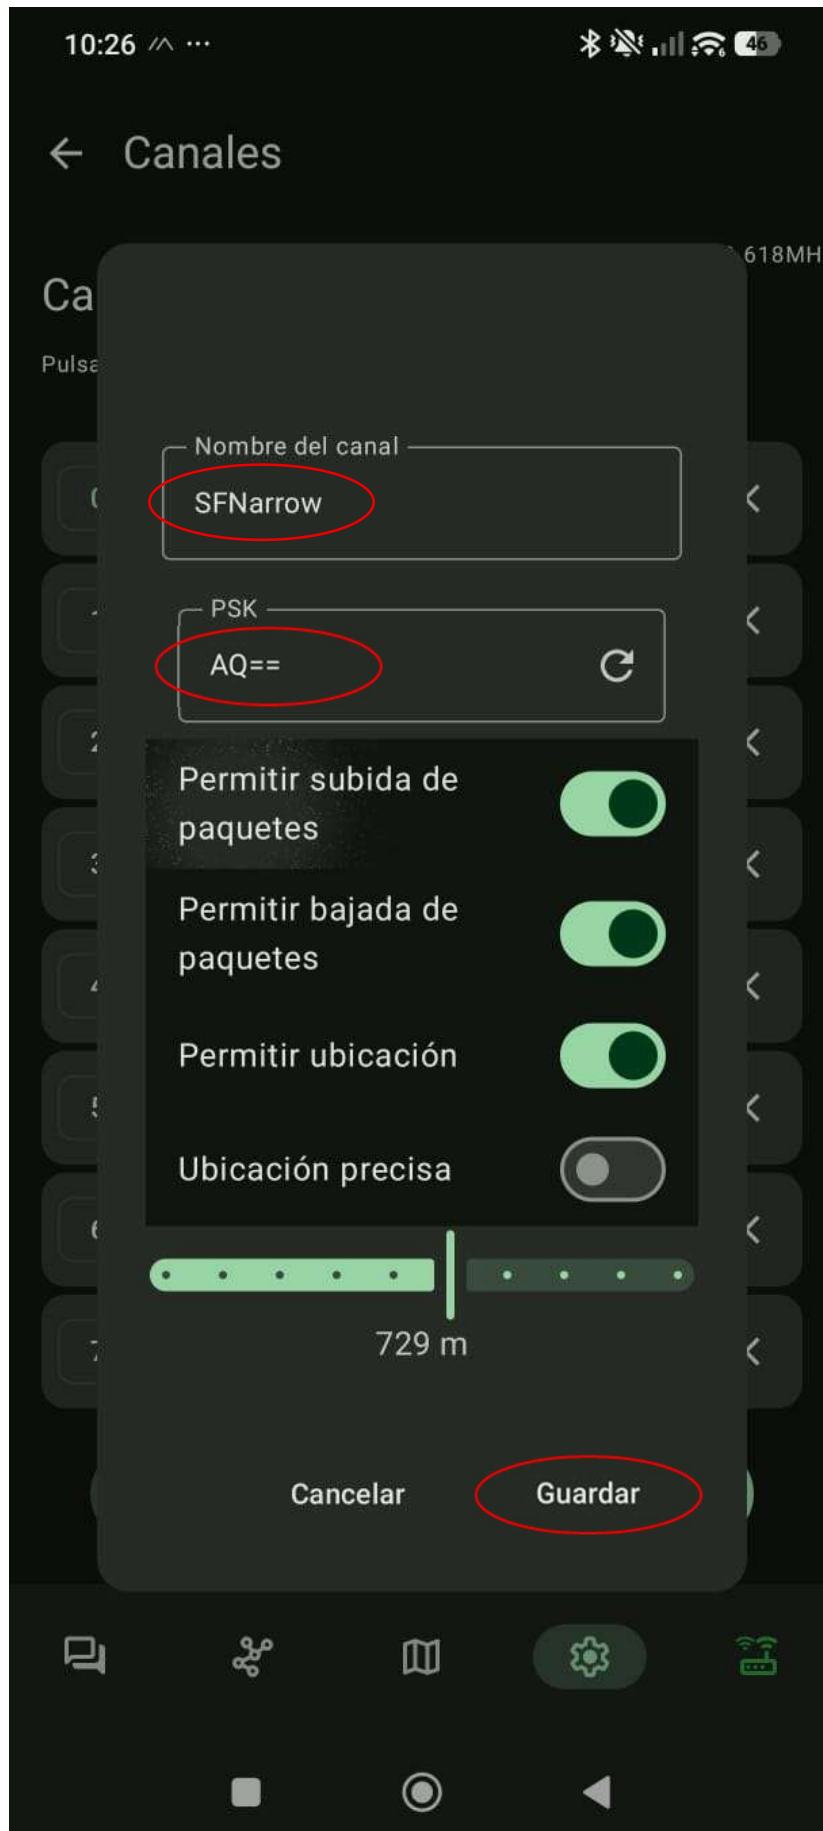 10:26
46
Canales
618MH
Ca
Pulsa
Nombre del canal
SFNarrow
PSK
AQ==
Permitir subida de
paquetes
Permitir bajada de
paquetes
Permitir ubicación
Ubicación precisa
729 m
Cancelar
Guardar